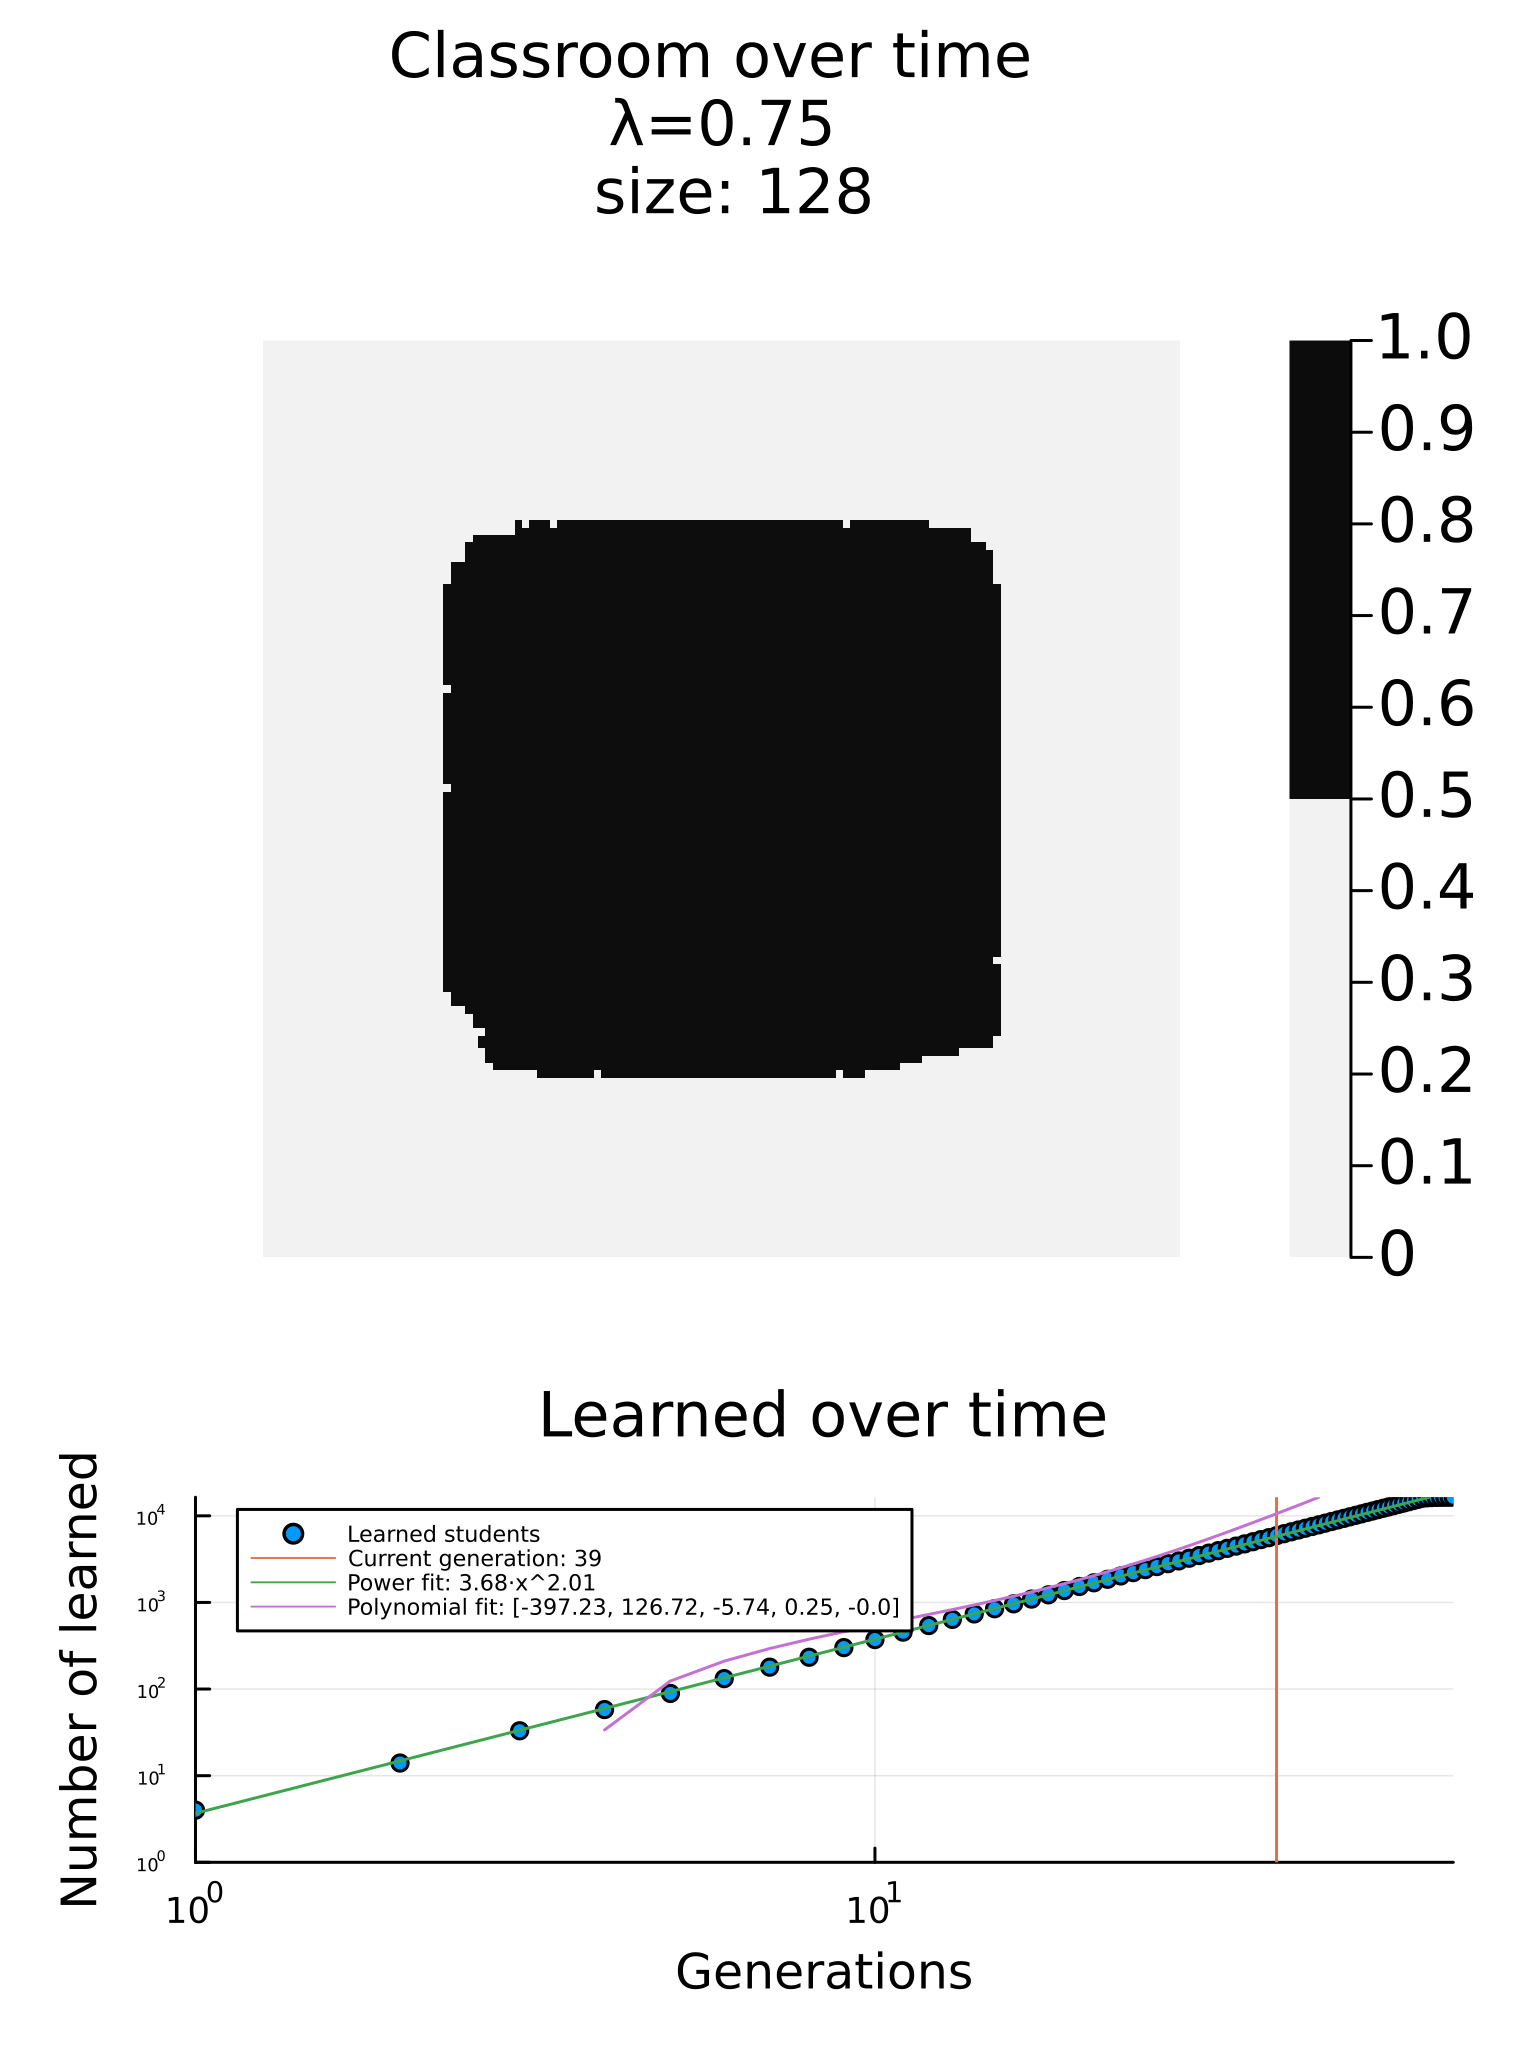 Classroom over time
λ=0.75
size: 128
1.0
0.9
0.8
0.7
0.6
0.5
0.4
0.3
0.2
0.1
0
Learned over time
Number of learned
10^4
10^3
10^2
10^1
10^0
Learned students
Current generation: 39
Power fit: 3.68·x^2.01
Polynomial fit: [-397.23, 126.72, -5.74, 0.25, -0.0]
10^0
10^1
Generations